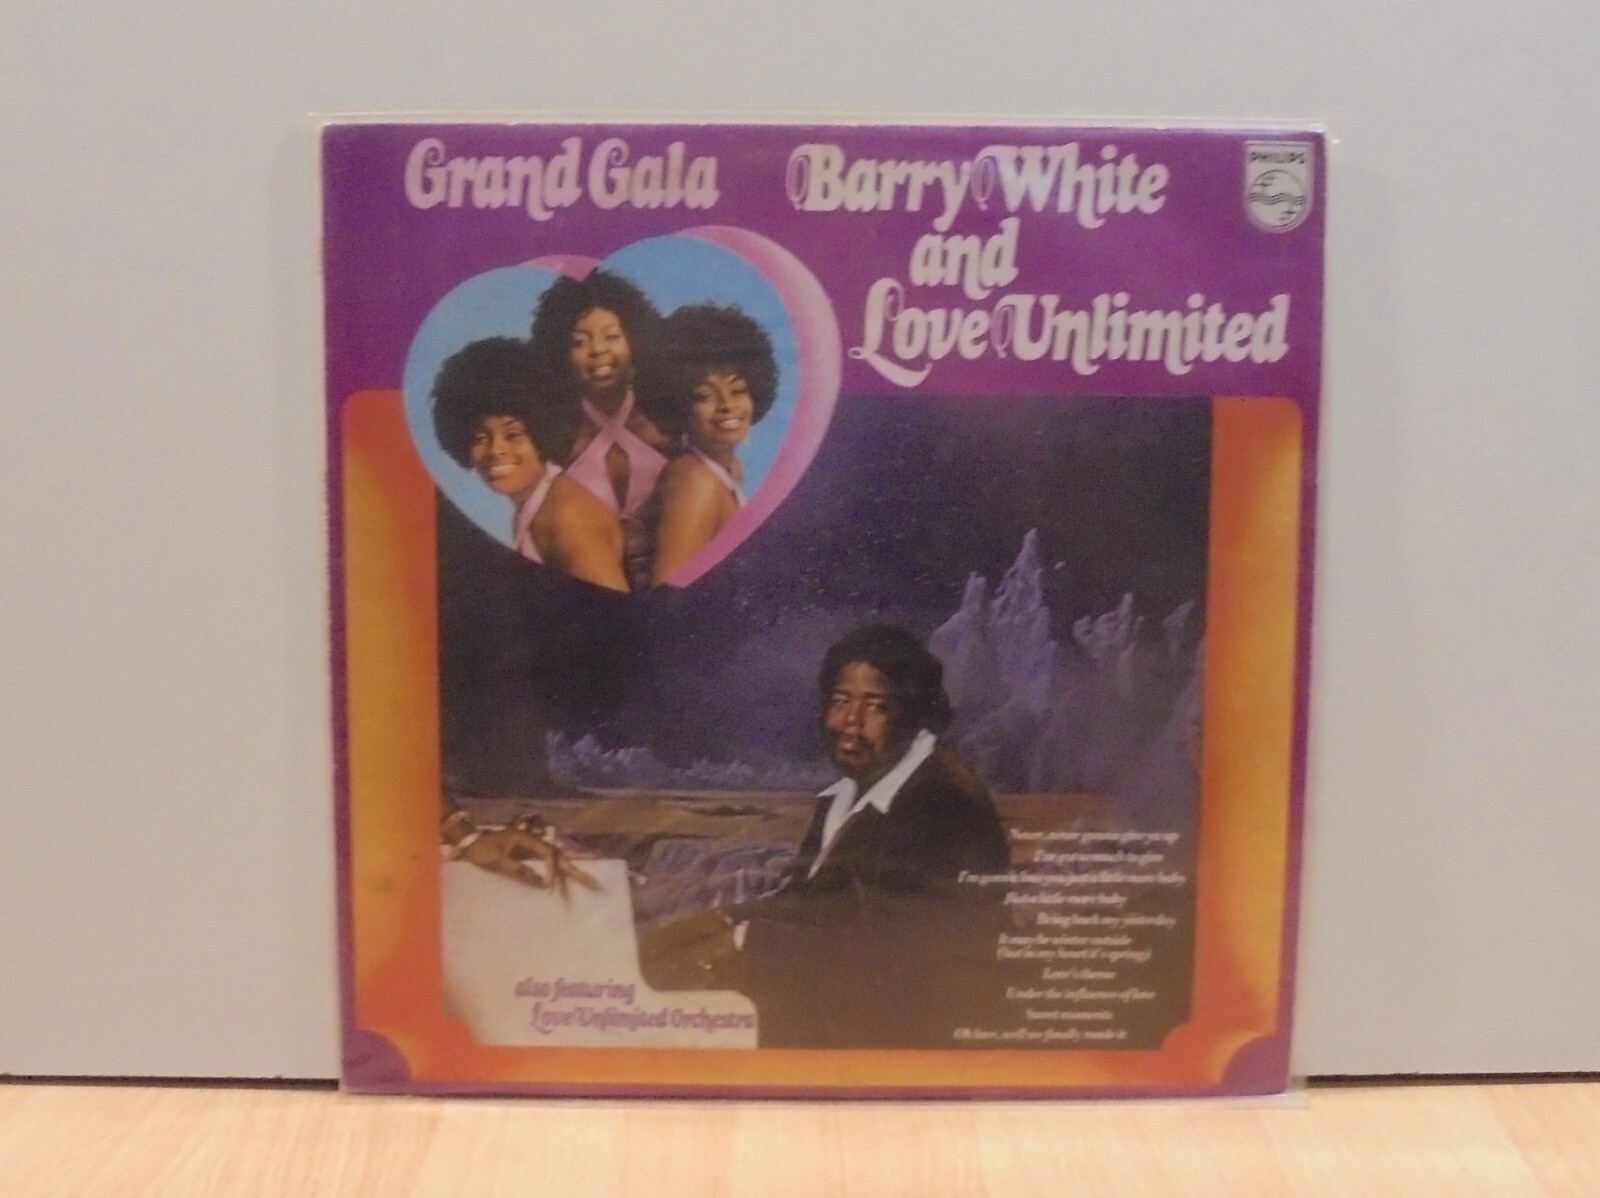 Grand Gala
Barry White
and
Love Unlimited
PHILIPS
Never, never gonna give ya up
I've got so much to give
I'm gonna love you just a little more baby
Just a little more baby
Bring back my yesterday
It may be winter outside
(but in my heart it's spring)
Love's theme
Under the influence of love
Sweet moments
Oh love, well we finally made it
also featuring
Love Unlimited Orchestra